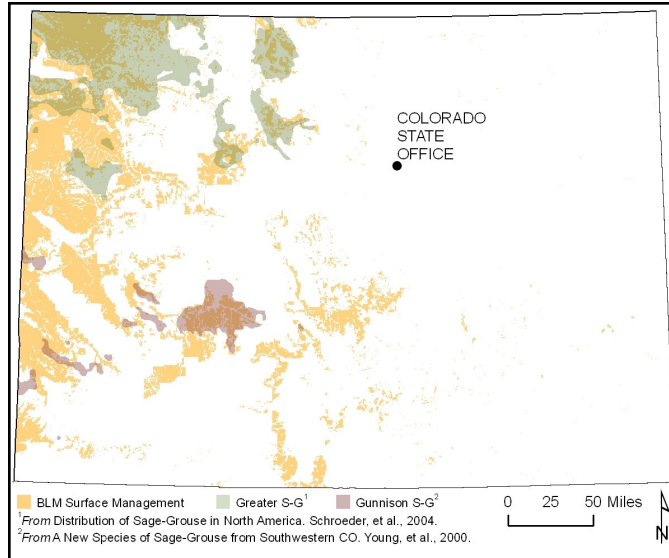 COLORADO
STATE
OFFICE
BLM Surface Management Greater S-G¹ Gunnison S-G² 0 25 50 Miles
¹From Distribution of Sage-Grouse in North America. Schroeder, et al., 2004.
²From A New Species of Sage-Grouse from Southwestern CO. Young, et al., 2000.
N